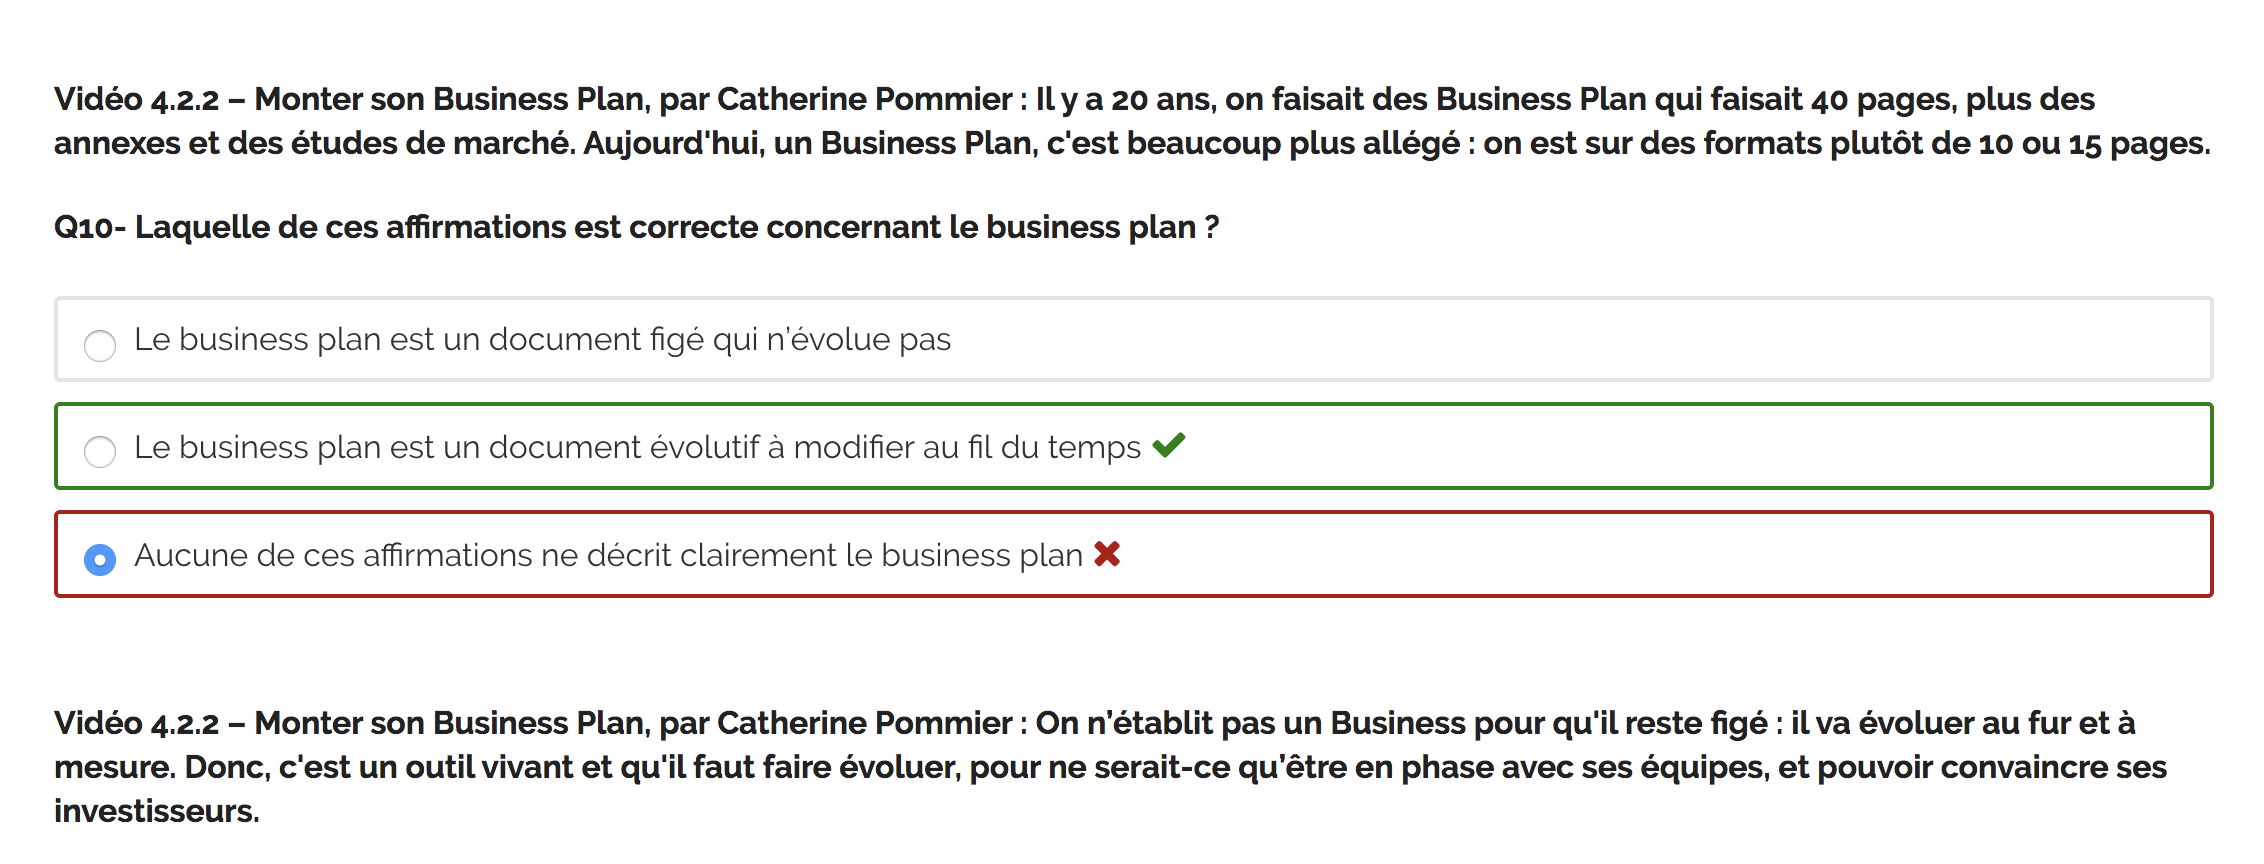 Vidéo 4.2.2 – Monter son Business Plan, par Catherine Pommier : Il y a 20 ans, on faisait des Business Plan qui faisait 40 pages, plus des
annexes et des études de marché. Aujourd'hui, un Business Plan, c'est beaucoup plus allégé : on est sur des formats plutôt de 10 ou 15 pages.
Q10- Laquelle de ces affirmations est correcte concernant le business plan ?
Le business plan est un document figé qui n’évolue pas
Le business plan est un document évolutif à modifier au fil du temps
Aucune de ces affirmations ne décrit clairement le business plan
Vidéo 4.2.2 – Monter son Business Plan, par Catherine Pommier : On n’établit pas un Business pour qu'il reste figé : il va évoluer au fur et à
mesure. Donc, c'est un outil vivant et qu'il faut faire évoluer, pour ne serait-ce qu’être en phase avec ses équipes, et pouvoir convaincre ses
investisseurs.